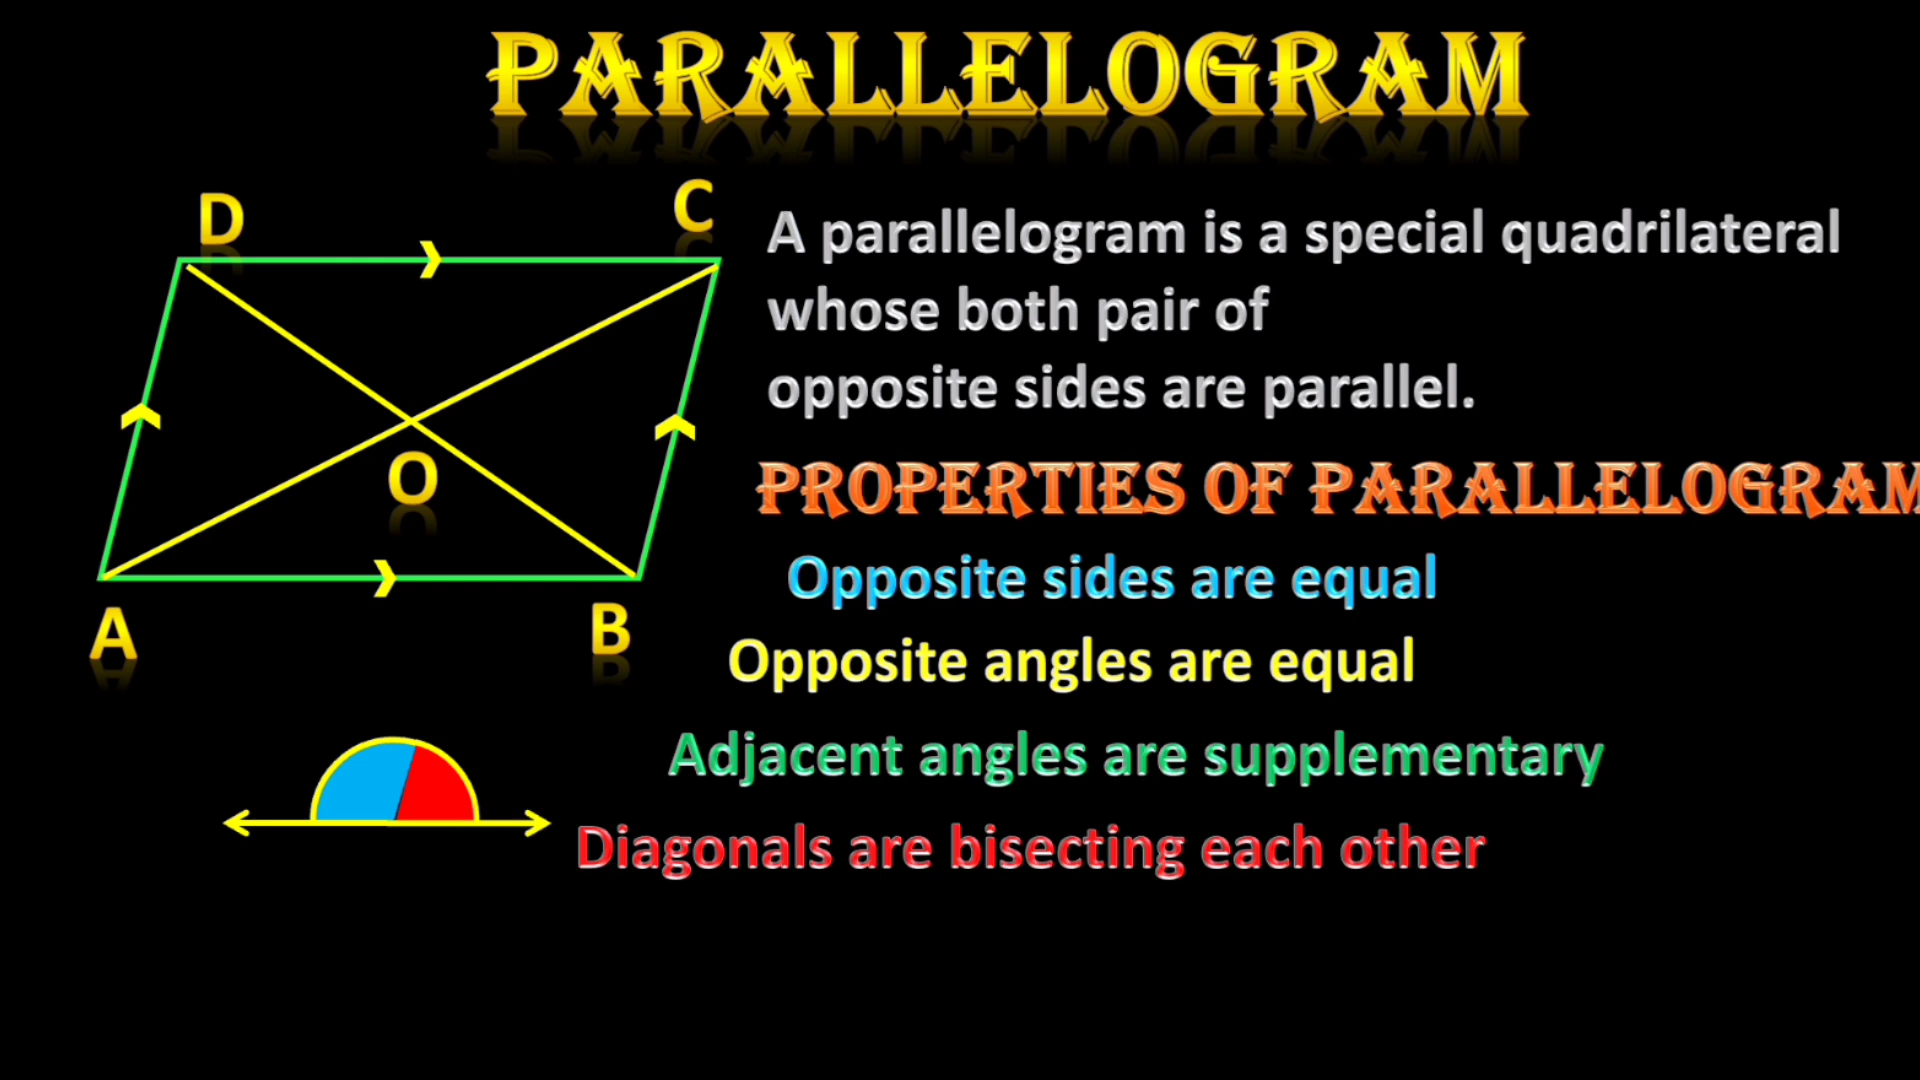 PARALLELOGRAM
D
C
A parallelogram is a special quadrilateral
whose both pair of
opposite sides are parallel.
O
PROPERTIES OF PARALLELOGRAM
Opposite sides are equal
A
B
Opposite angles are equal
Adjacent angles are supplementary
Diagonals are bisecting each other